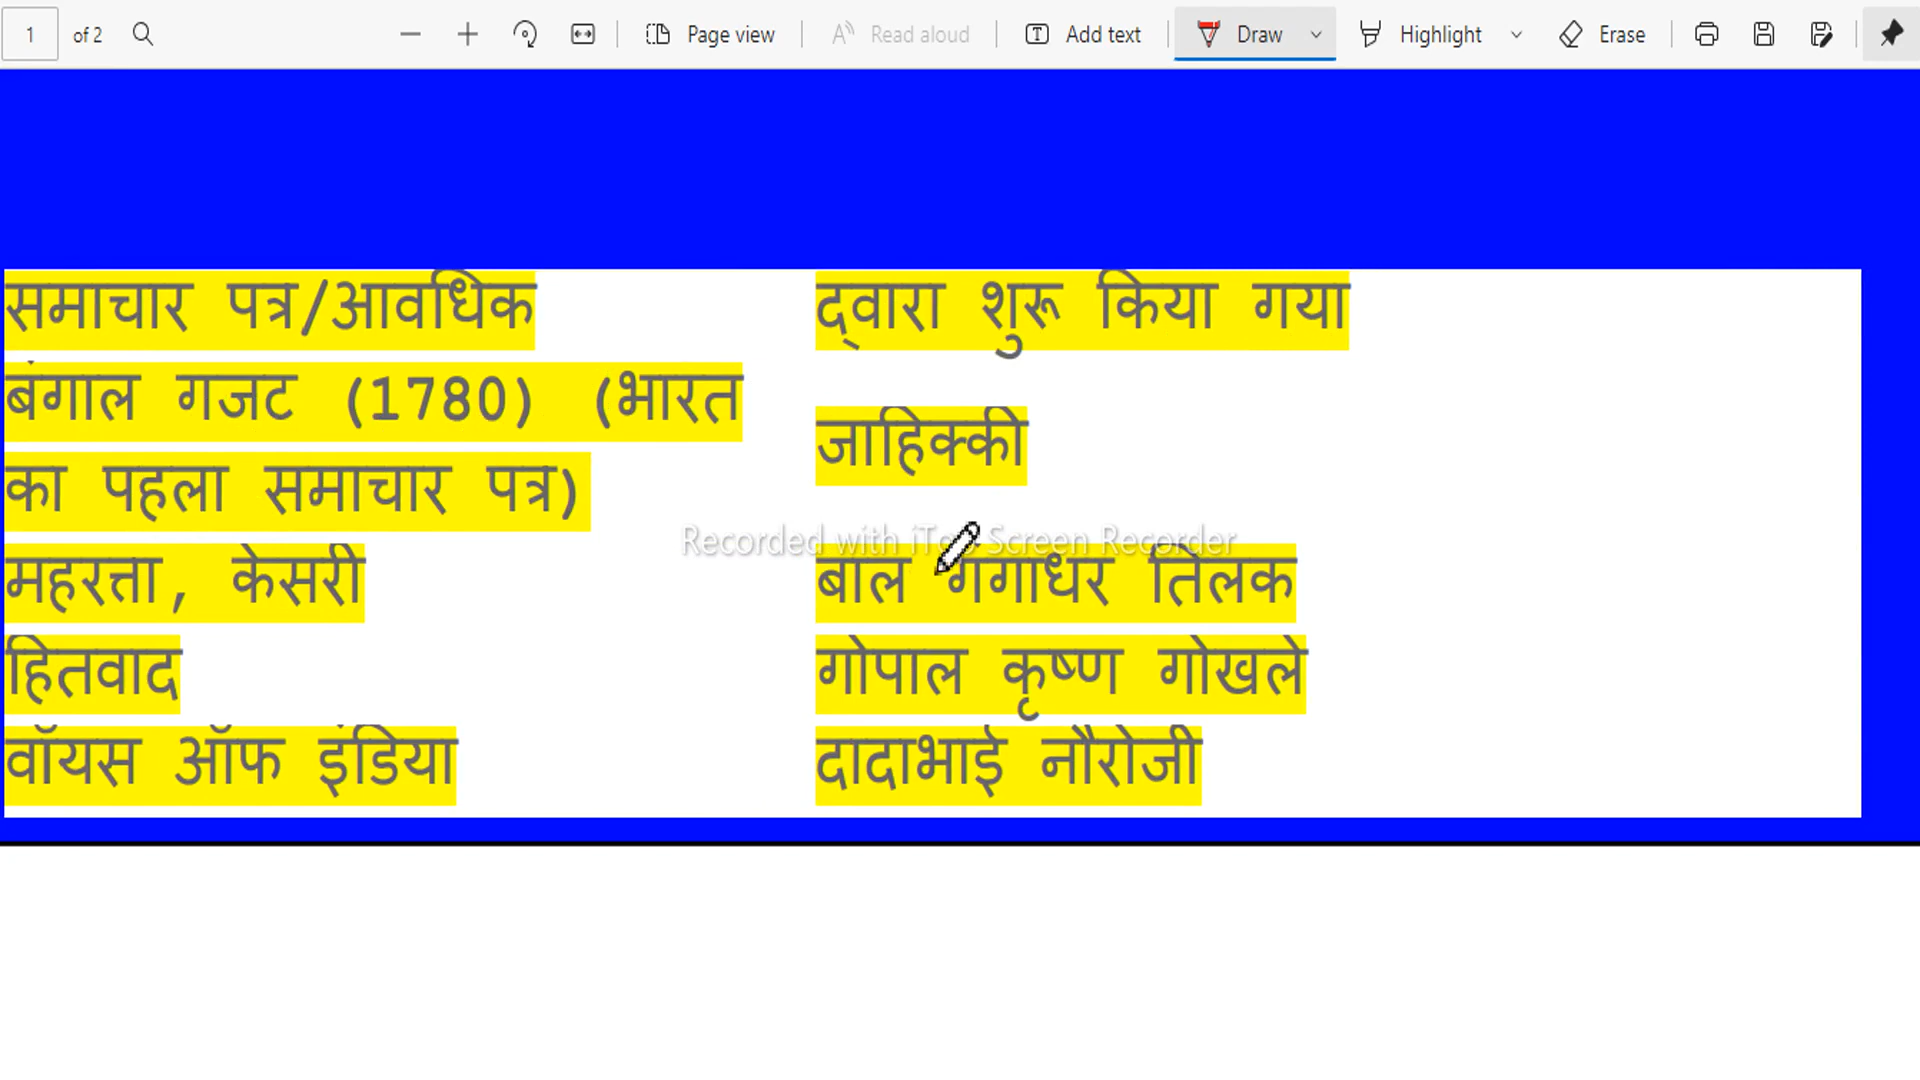 1 of 2 Page view Read aloud Add text Draw Highlight Erase
समाचार पत्र/आवधिक द्वारा शुरू किया गया
बंगाल गजट (1780) (भारत
जाहिक्की
का पहला समाचार पत्र)
Recorded with iTop Screen Recorder
महरत्ता, केसरी बाल गंगाधर तिलक
हितवाद गोपाल कृष्ण गोखले
वॉयस ऑफ इंडिया दादाभाई नौरोजी